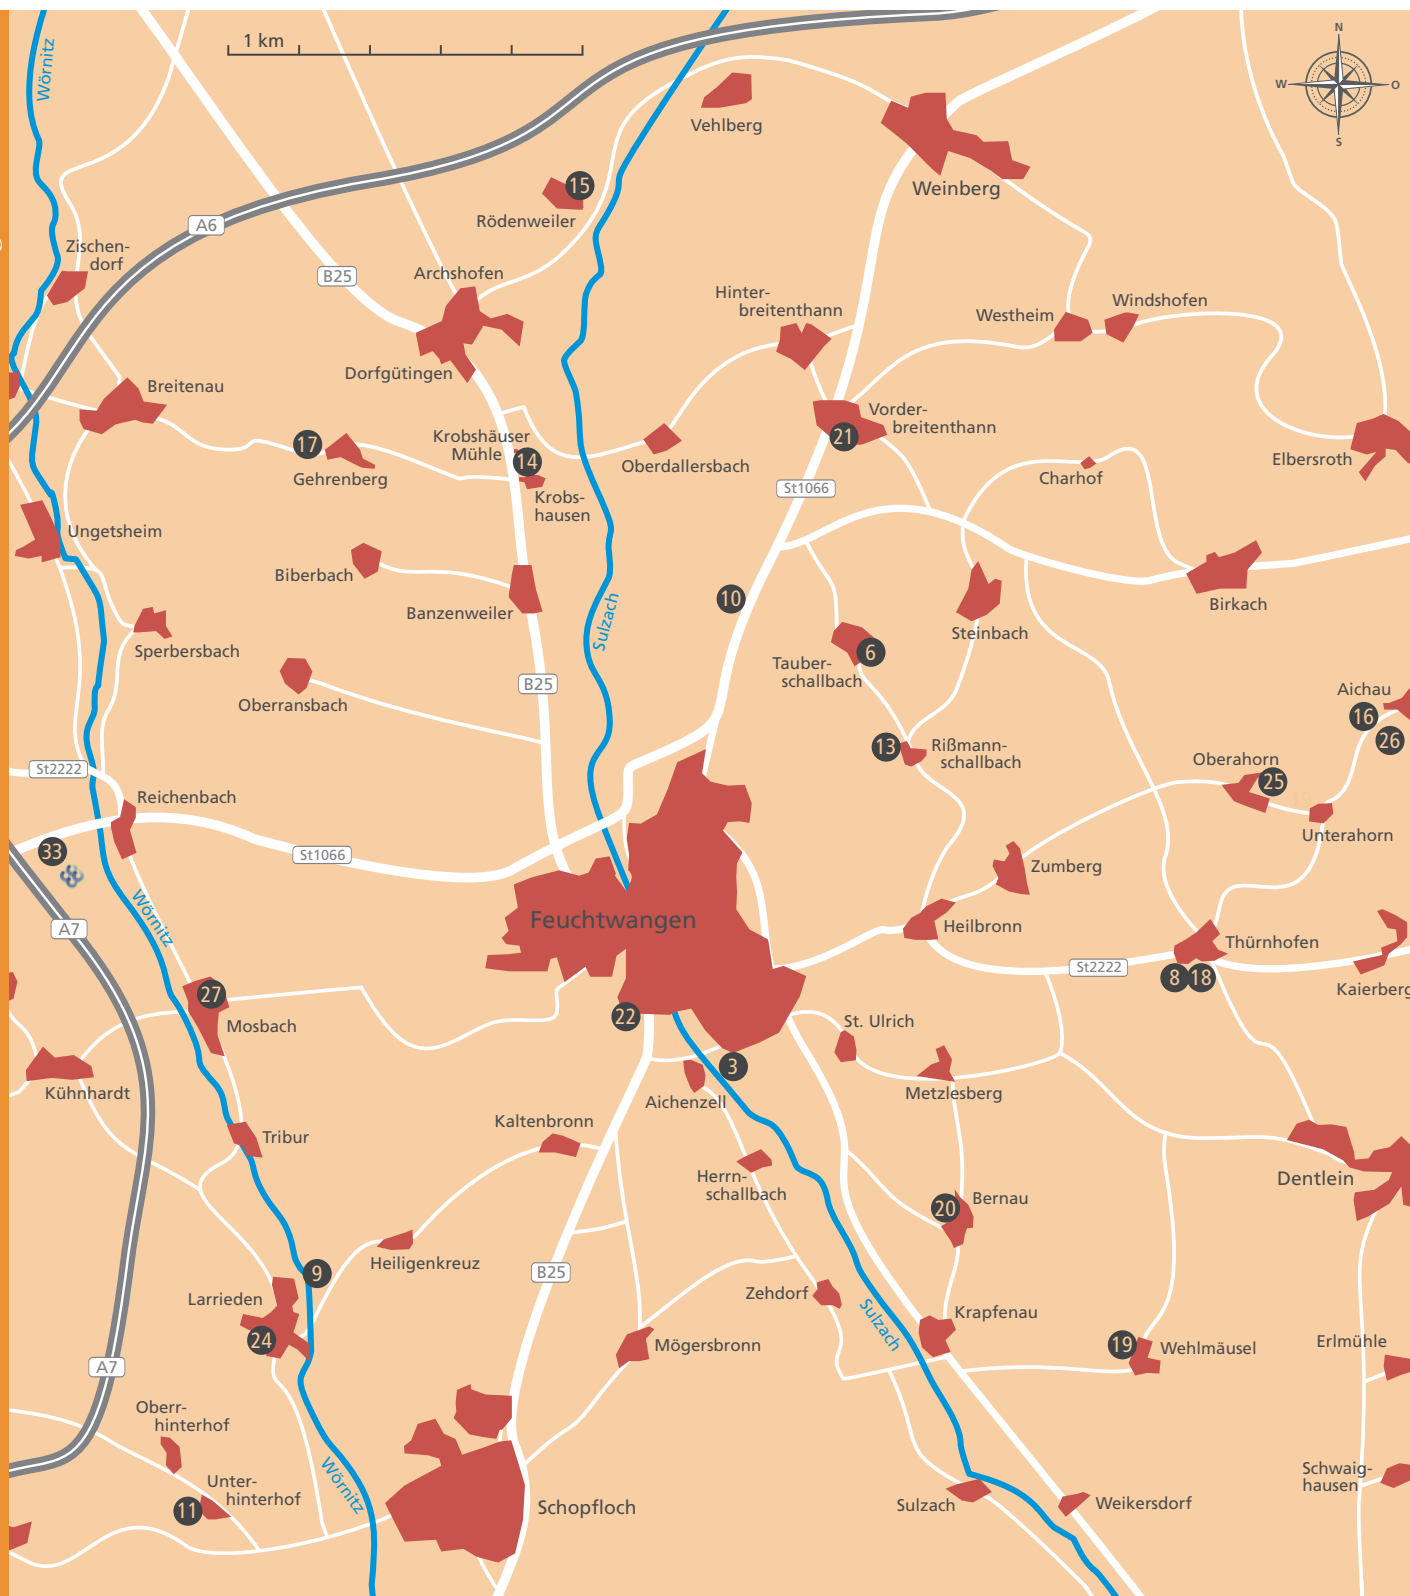 1 km
N
W
O
S
Wörnitz
Vehlberg
Weinberg
15
Rödenweiler
A6
Zischen-
dorf
B25
Archshofen
Hinter-
breitenthann
Westheim
Windshofen
Dorfgütingen
Breitenau
Vorder-
breitenthann
21
17
Gehrenberg
Krobshäuser
Mühle
14
Krobs-
hausen
Oberdallersbach
St1066
Charhof
Elbersroth
Ungetsheim
Biberbach
Banzenweiler
Sulzach
10
Birkach
Steinbach
Sperbersbach
6
Tauber-
schallbach
Oberransbach
B25
Aichau
16
26
13
Rißmann-
schallbach
St2222
Oberahorn
25
19
Reichenbach
Unterahorn
33
St1066
Zumberg
Wörnitz
A7
Feuchtwangen
Heilbronn
Thürnhofen
St2222
8
18
Kaierberg
27
Mosbach
22
St. Ulrich
3
Kühnhardt
Aichenzell
Metzlesberg
Kaltenbronn
Tribur
Herrn-
schallbach
Dentlein
20
Bernau
Heiligenkreuz
9
B25
Larrieden
24
Zehdorf
Sulzach
Krapfenau
Mögersbronn
19
Wehlmäusel
Erlmühle
A7
Oberr-
hinterhof
Unter-
hinterhof
11
Wörnitz
Schopfloch
Sulzach
Weikersdorf
Schwaig-
hausen